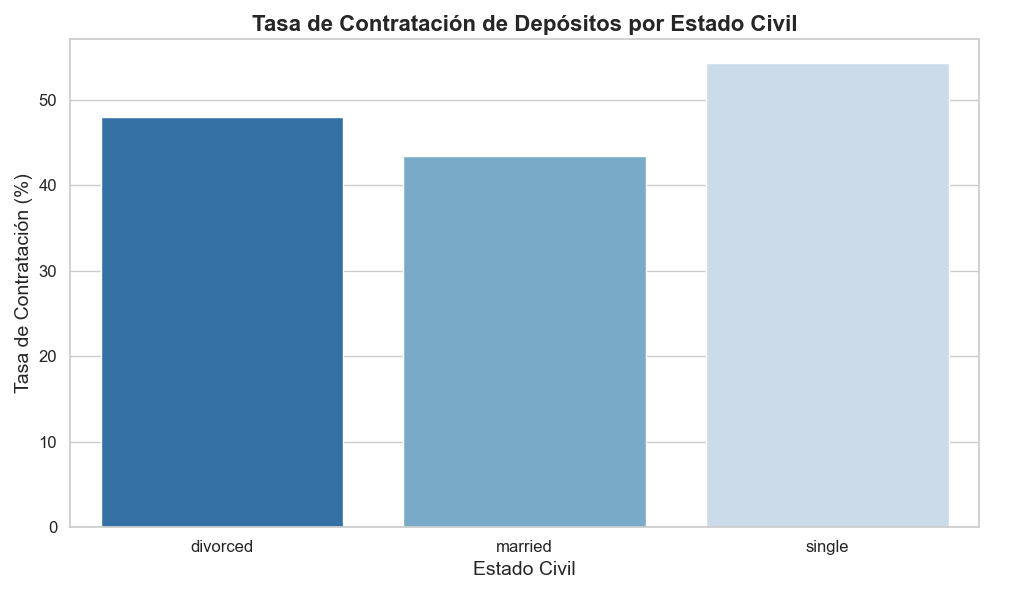 Tasa de Contratación de Depósitos por Estado Civil
Tasa de Contratación (%)
50
40
30
20
10
0
divorced
married
single
Estado Civil